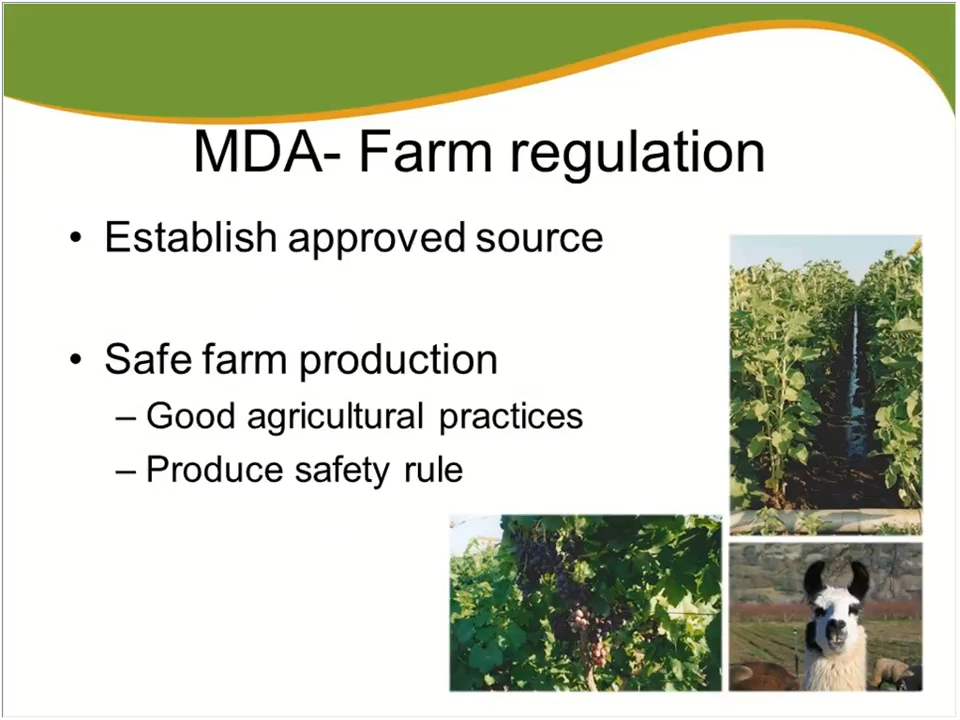 MDA- Farm regulation
• Establish approved source
• Safe farm production
– Good agricultural practices
– Produce safety rule